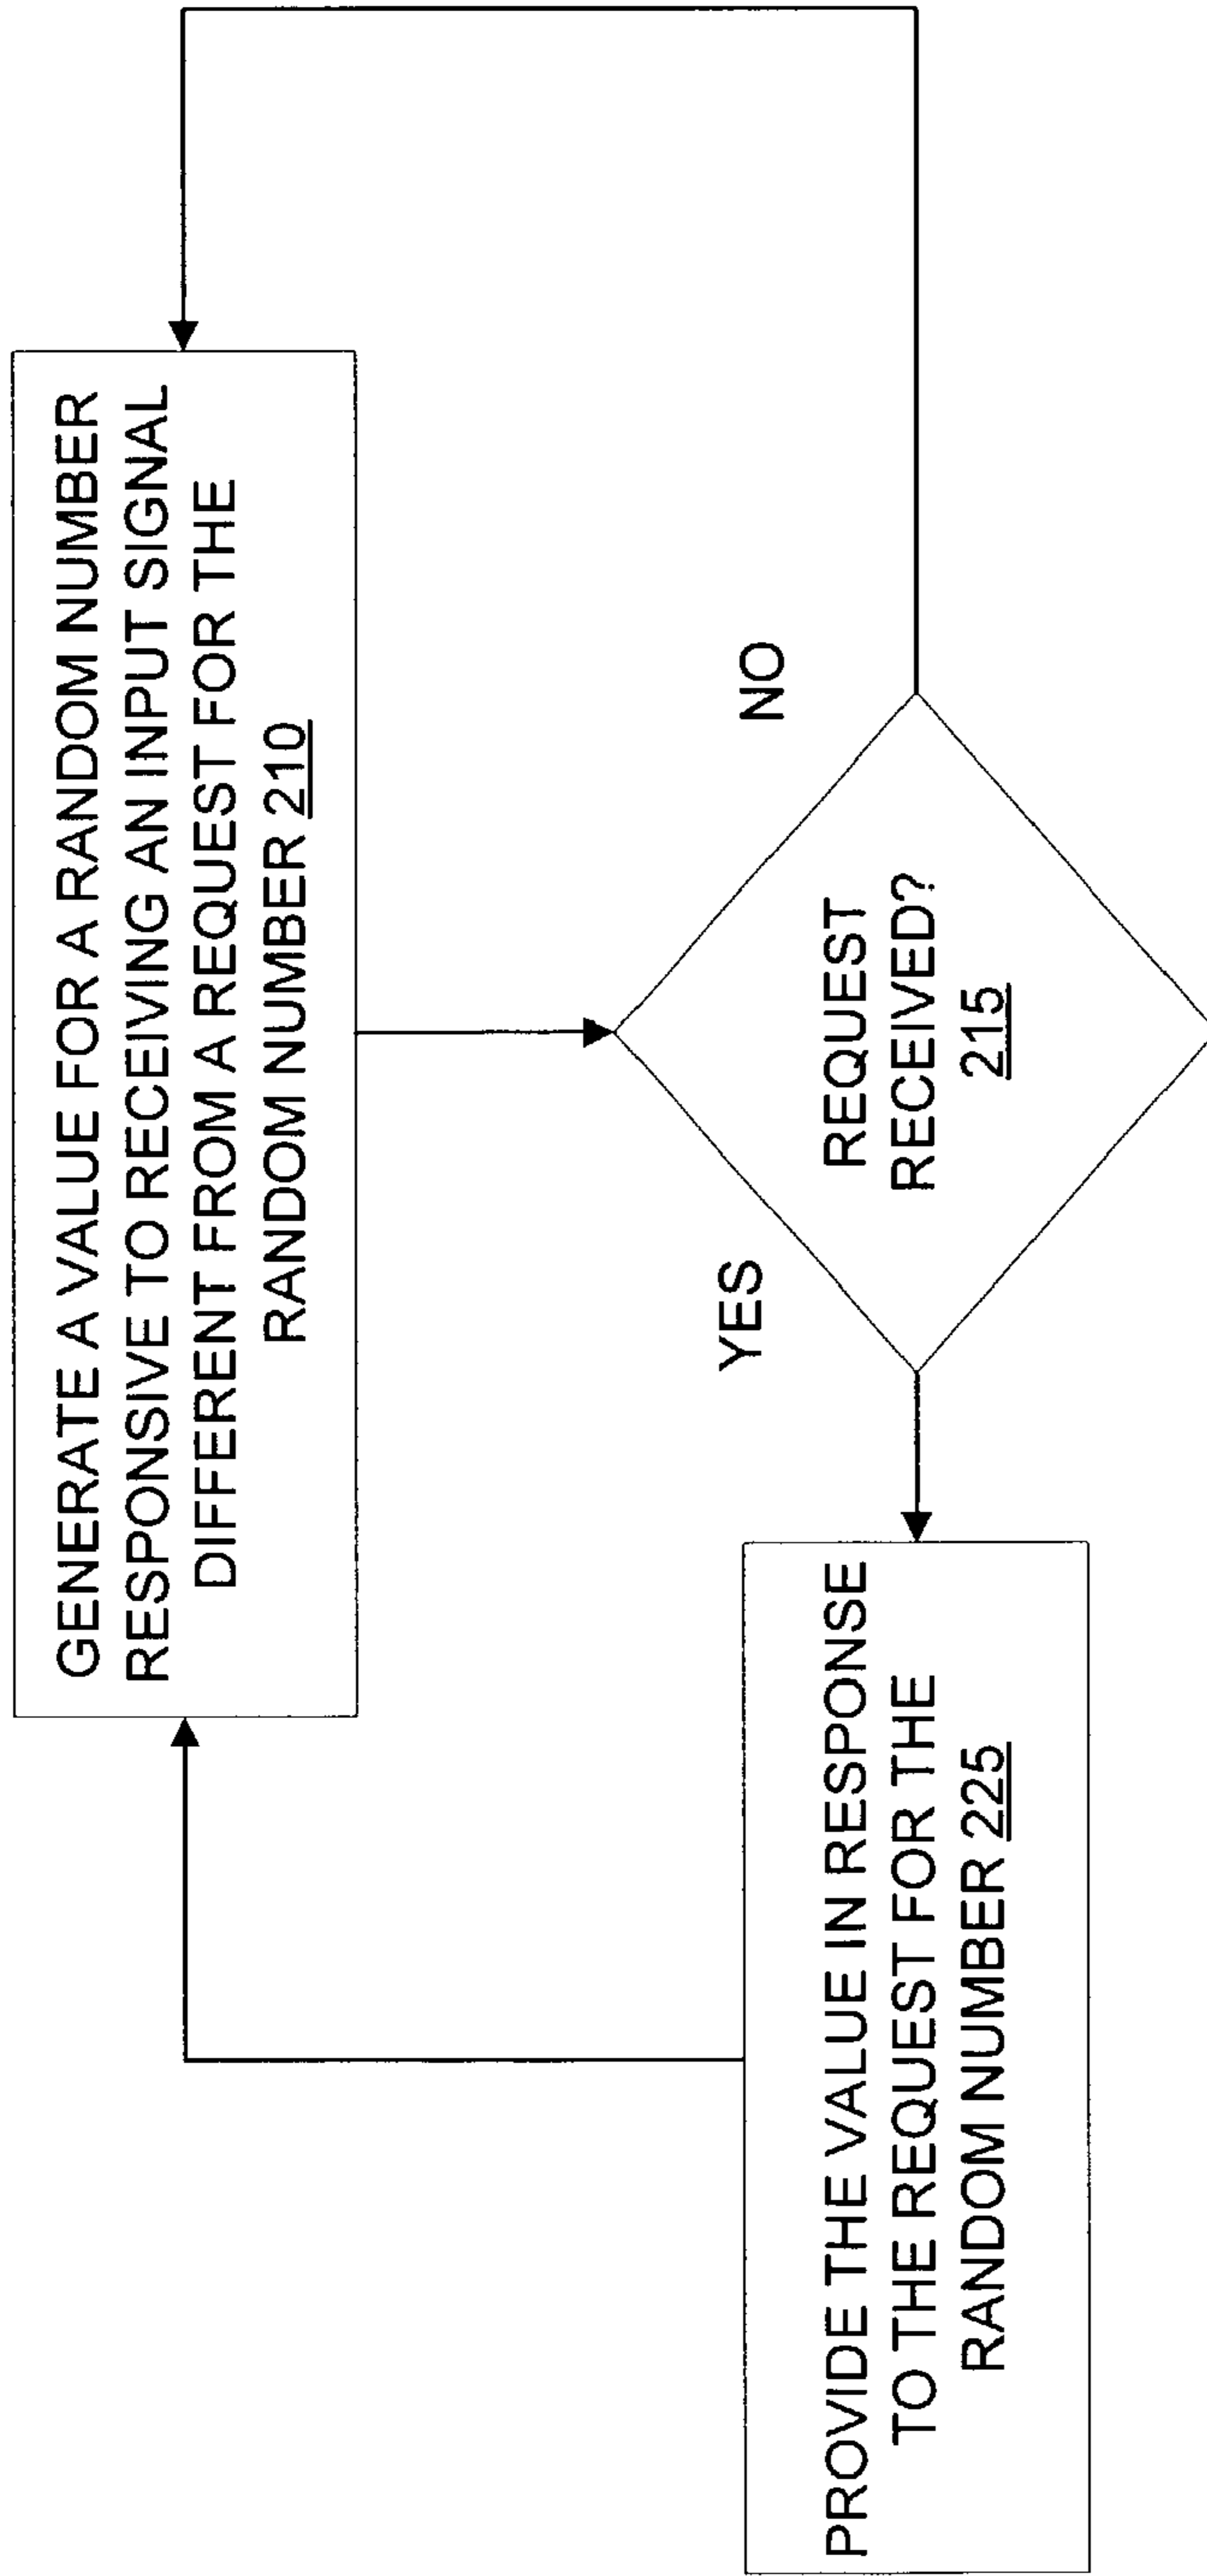 GENERATE A VALUE FOR A RANDOM NUMBER
RESPONSIVE TO RECEIVING AN INPUT SIGNAL
DIFFERENT FROM A REQUEST FOR THE
RANDOM NUMBER 210
YES
NO
REQUEST
RECEIVED?
215
PROVIDE THE VALUE IN RESPONSE
TO THE REQUEST FOR THE
RANDOM NUMBER 225